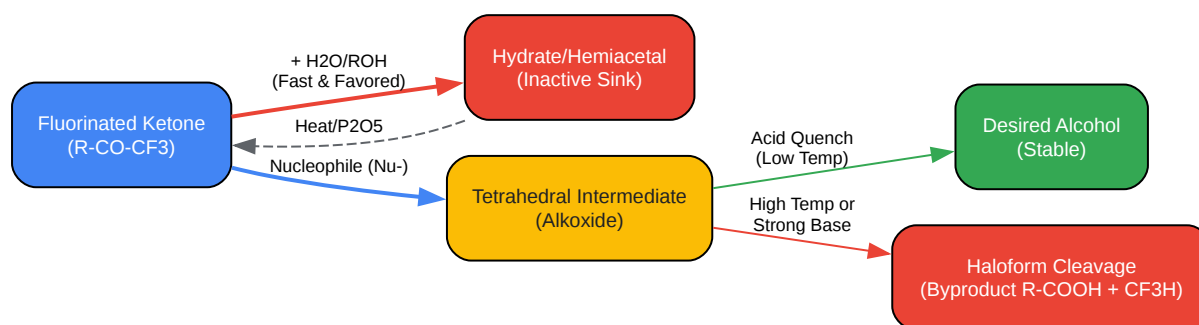 Fluorinated Ketone
(R-CO-CF3)
+ H2O/ROH
(Fast & Favored)
Heat/P2O5
Nucleophile (Nu-)
Hydrate/Hemiacetal
(Inactive Sink)
Tetrahedral Intermediate
(Alkoxide)
Acid Quench
(Low Temp)
High Temp or
Strong Base
Desired Alcohol
(Stable)
Haloform Cleavage
(Byproduct R-COOH + CF3H)